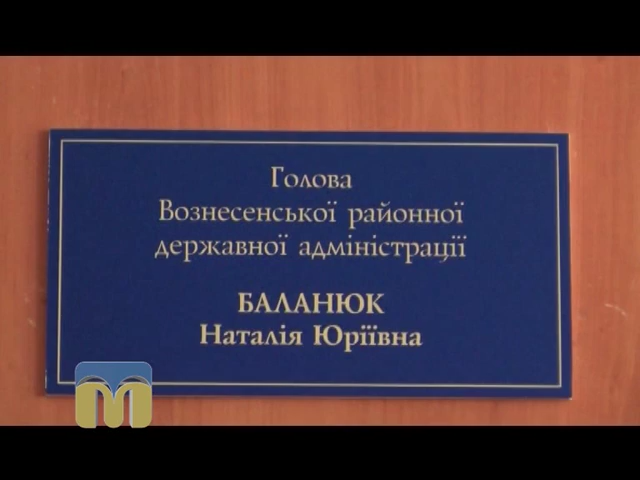 Голова
Вознесенської районної
державної адміністрації
БАЛАНЮК
Наталія Юріївна
М